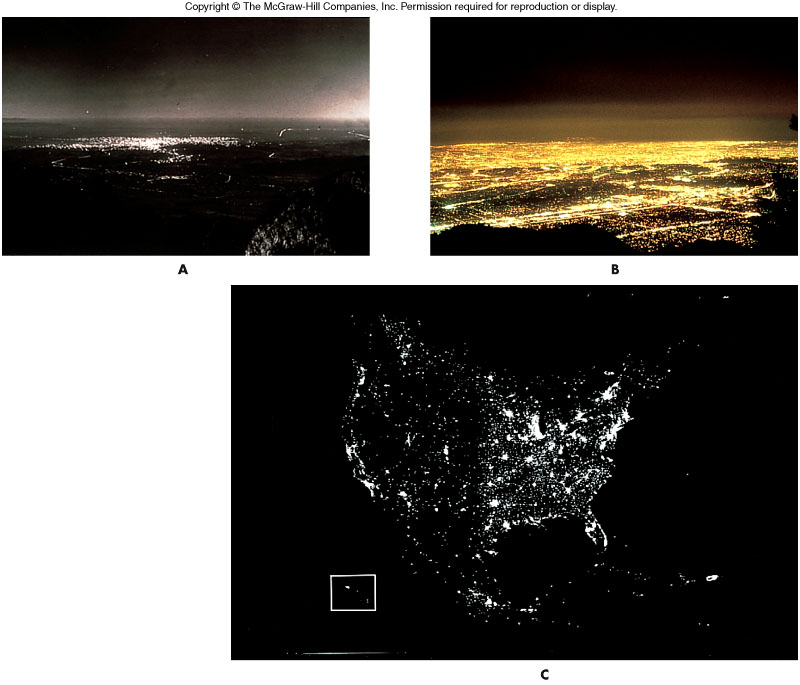 Copyright © The McGraw-Hill Companies, Inc. Permission required for reproduction or display.
A
B
C